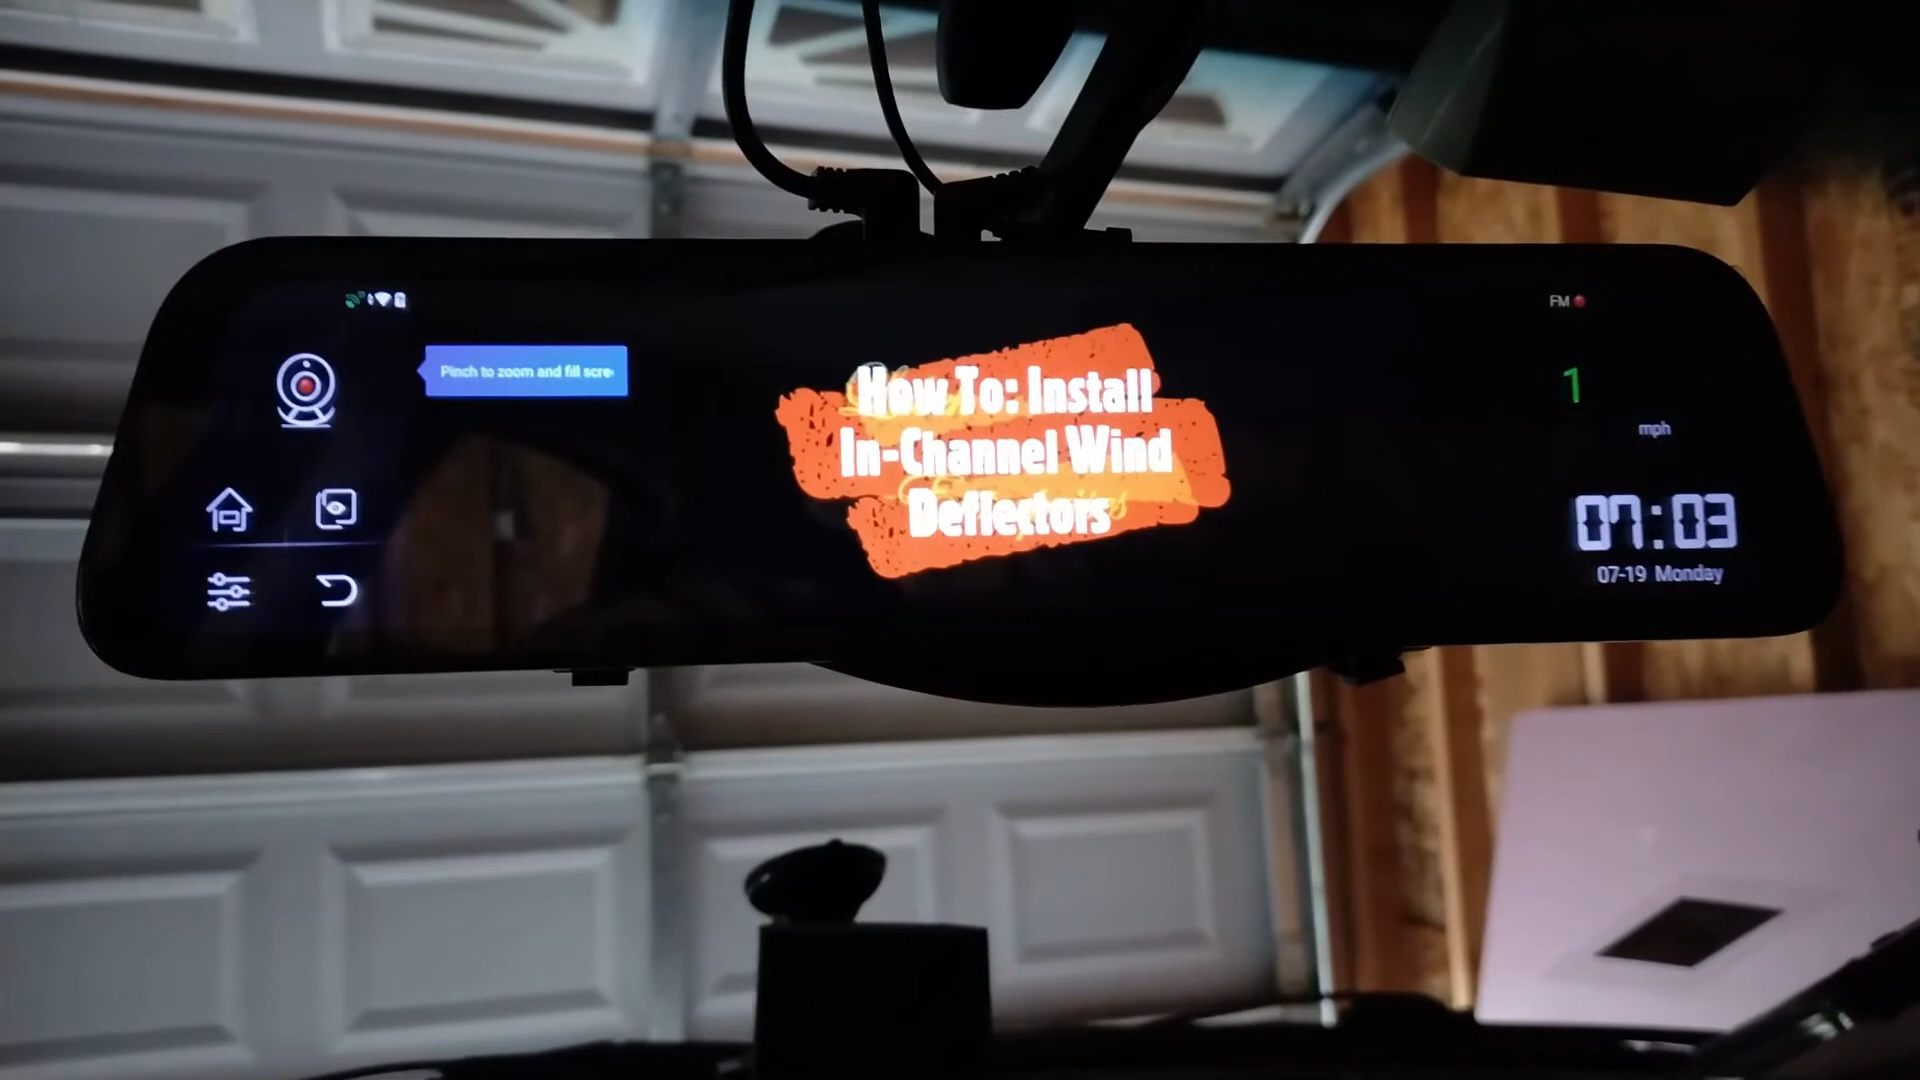 Pinch to zoom and fill scre
How To: Install
In-Channel Wind
Deflectors
FM
1
mph
07:03
07-19 Monday